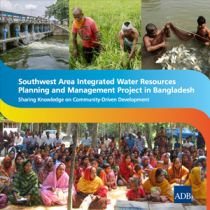 Southwest Area Integrated Water Resources
Planning and Management Project in Bangladesh
Sharing Knowledge on Community-Driven Development
ADB